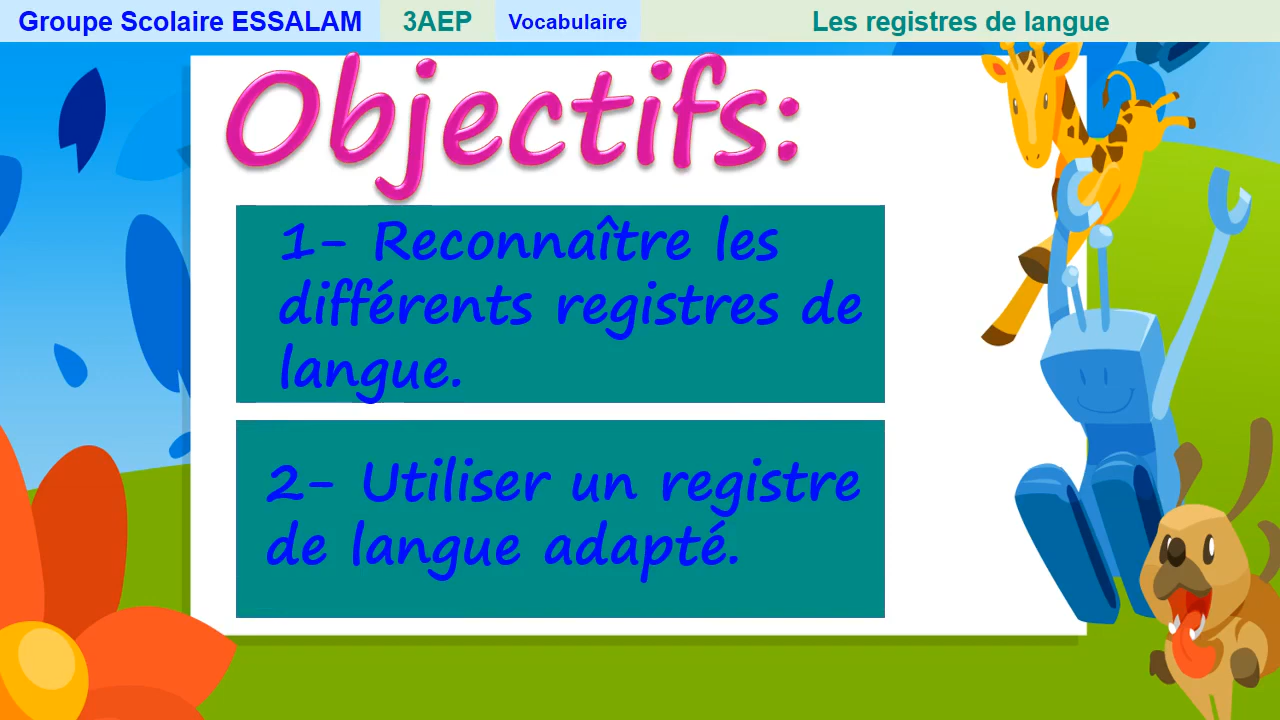 Groupe Scolaire ESSALAM 3AEP Vocabulaire Les registres de langue
Objectifs:
1- Reconnaître les
différents registres de
langue.
2- Utiliser un registre
de langue adapté.